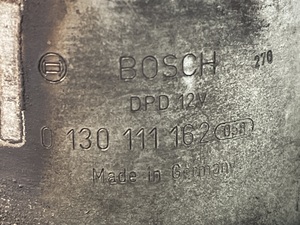 BOSCH 270
DPD.12V
0 130 111 162
Made in Germany